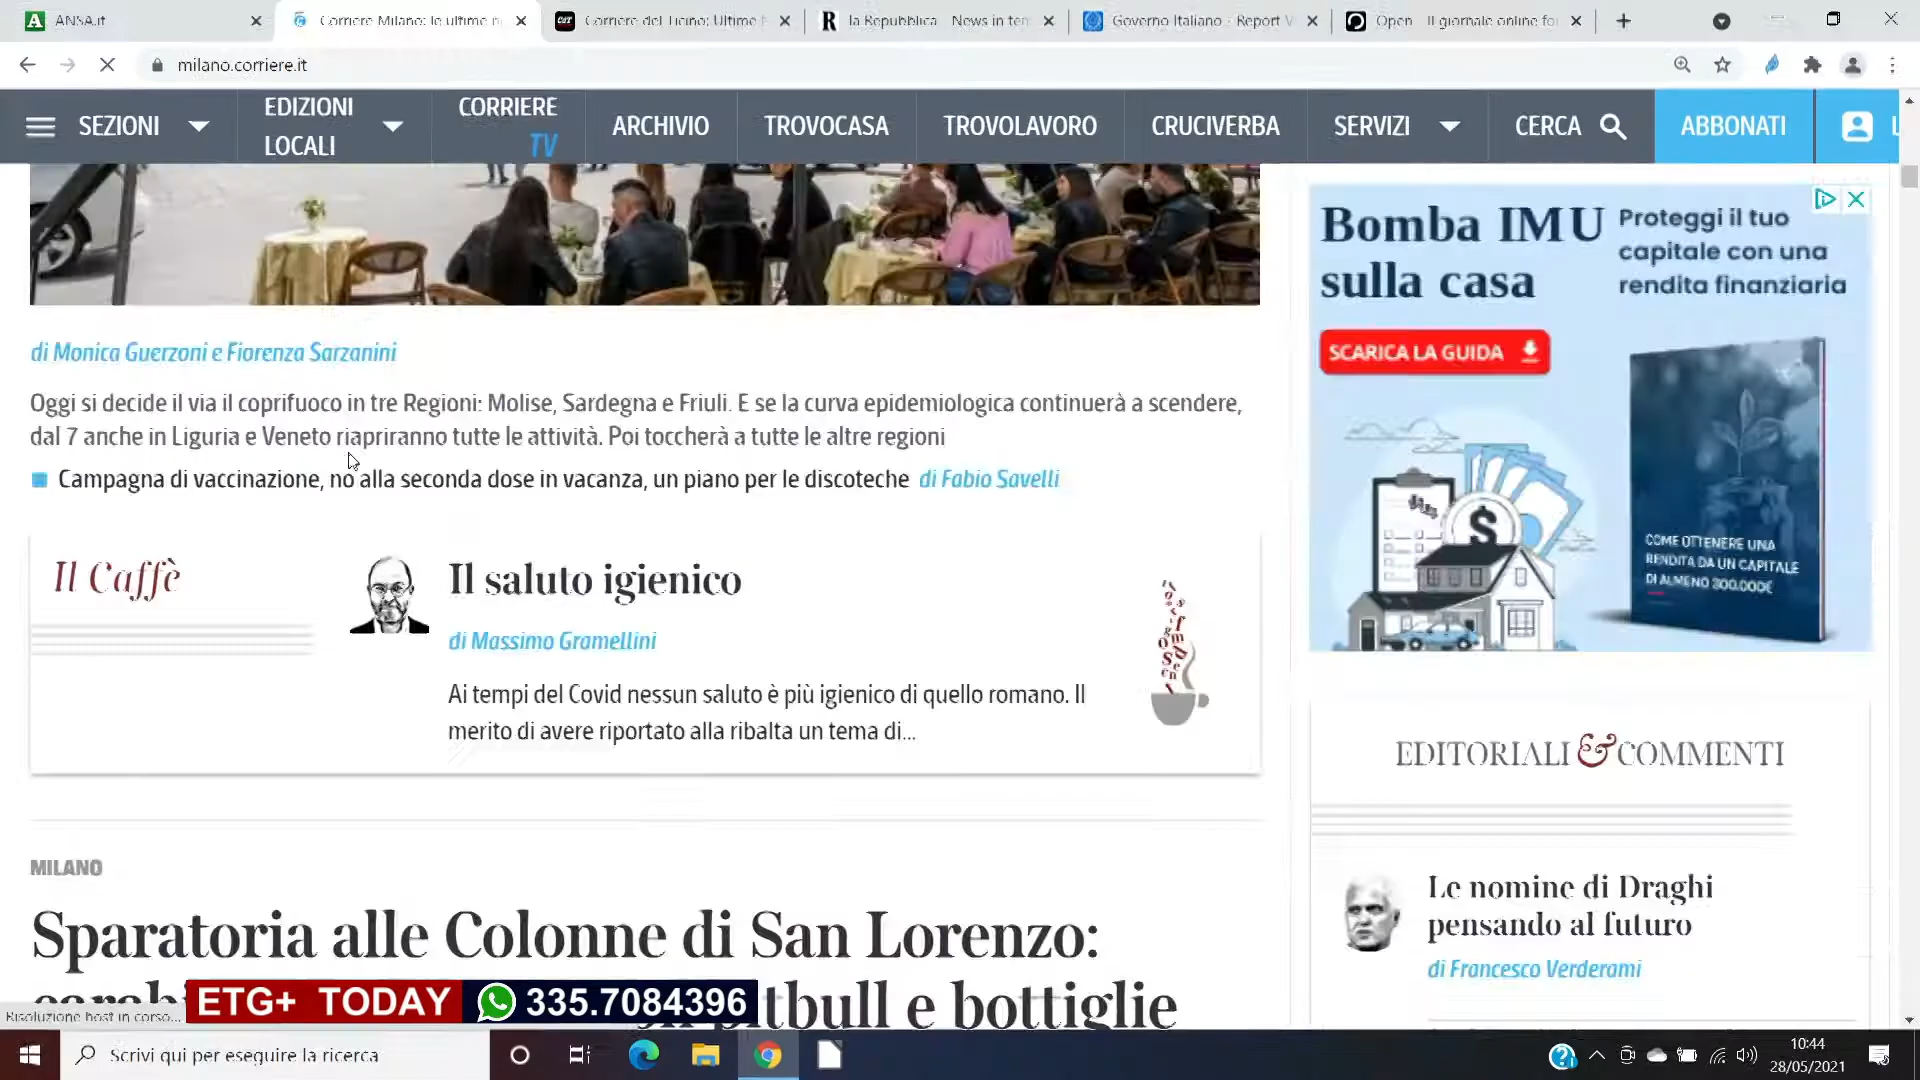 ANSA.it
Corriere Milano: le ultime n
Corriere del Ticino: Ultime
la Repubblica - News in tem
Governo Italiano - Report V
Open - Il giornale online fo
milano.corriere.it
SEZIONI
EDIZIONI
LOCALI
CORRIERE
TV
ARCHIVIO
TROVOCASA
TROVOLAVORO
CRUCIVERBA
SERVIZI
CERCA
ABBONATI
L
di Monica Guerzoni e Fiorenza Sarzanini
Oggi si decide il via il coprifuoco in tre Regioni: Molise, Sardegna e Friuli. E se la curva epidemiologica continuerà a scendere,
dal 7 anche in Liguria e Veneto riapriranno tutte le attività. Poi toccherà a tutte le altre regioni
Campagna di vaccinazione, no alla seconda dose in vacanza, un piano per le discoteche di Fabio Savelli
Il Caffè
Il saluto igienico
di Massimo Gramellini
Ai tempi del Covid nessun saluto è più igienico di quello romano. Il
merito di avere riportato alla ribalta un tema di...
MILANO
Sparatoria alle Colonne di San Lorenzo:
pitbull e bottiglie
Bomba IMU
sulla casa
Proteggi il tuo
capitale con una
rendita finanziaria
SCARICA LA GUIDA
COME OTTENERE UNA
RENDITA DA UN CAPITALE
DI ALMENO 300.000€
EDITORIALI & COMMENTI
Le nomine di Draghi
pensando al futuro
di Francesco Verderami
Risoluzione host in corso...
ETG+ TODAY
335.7084396
Scrivi qui per eseguire la ricerca
10:44
28/05/2021